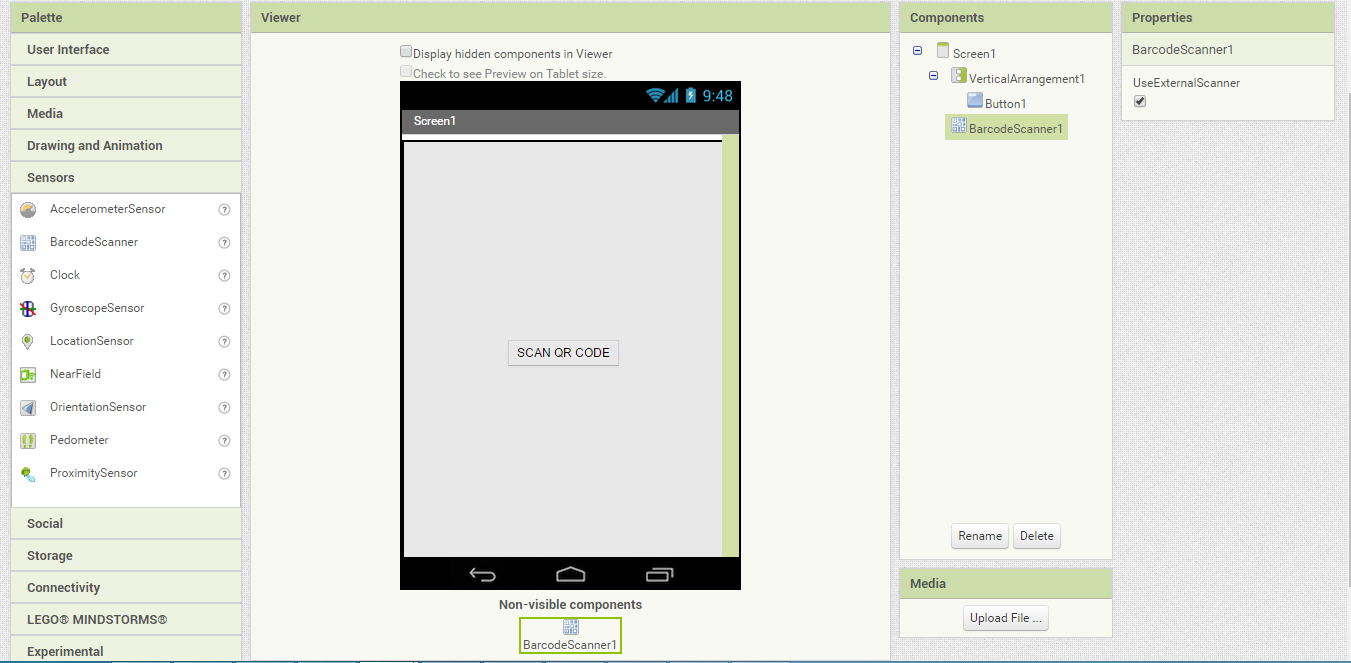 Palette
User Interface
Layout
Media
Drawing and Animation
Sensors
AccelerometerSensor ?
BarcodeScanner ?
Clock ?
GyroscopeSensor ?
LocationSensor ?
NearField ?
OrientationSensor ?
Pedometer ?
ProximitySensor ?
Social
Storage
Connectivity
LEGO® MINDSTORMS®
Experimental
Viewer
Display hidden components in Viewer
Check to see Preview on Tablet size.
9:48
Screen1
SCAN QR CODE
Non-visible components
BarcodeScanner1
Components
Screen1
VerticalArrangement1
Button1
BarcodeScanner1
Rename Delete
Media
Upload File ...
Properties
BarcodeScanner1
UseExternalScanner